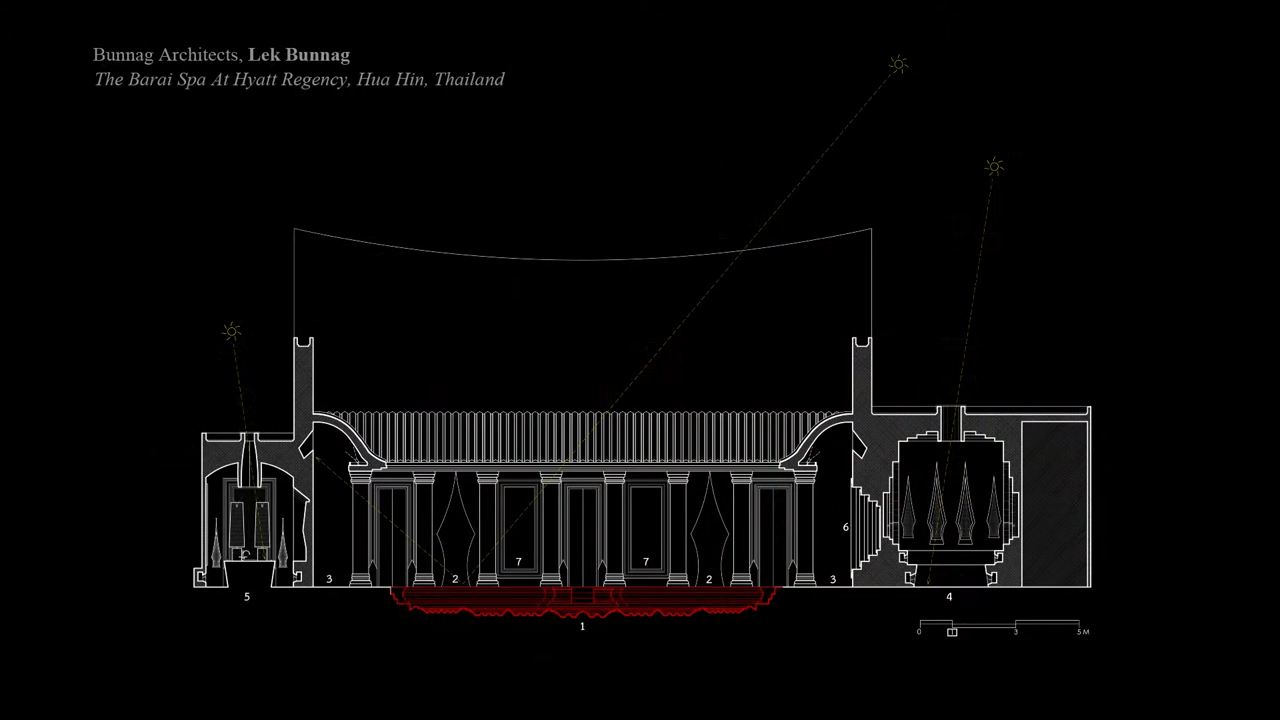 Bunnag Architects, Lek Bunnag
The Barai Spa At Hyatt Regency, Hua Hin, Thailand
6
7 7
3 2 2 3
5 4
1
0 1 3 5 M